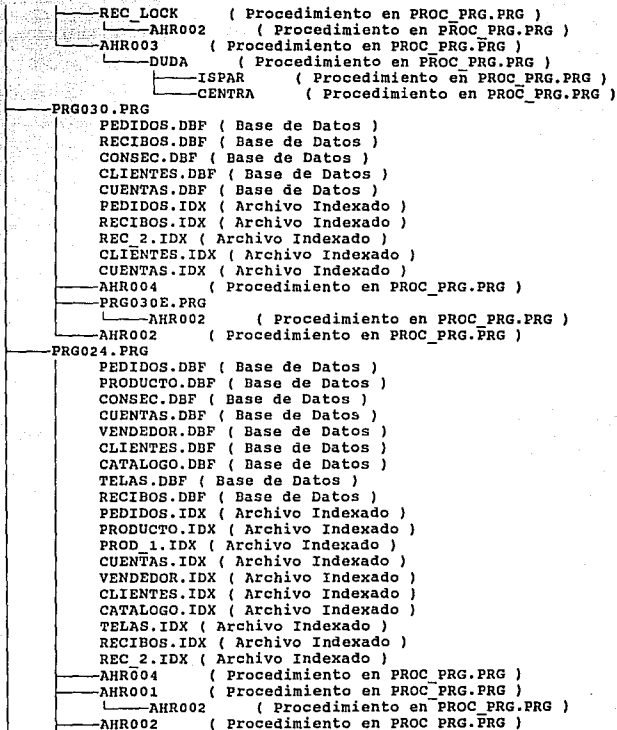 REC_LOCK ( Procedimiento en PROC_PRG.PRG )
AHR002 ( Procedimiento en PROC_PRG.PRG )
AHR003 ( Procedimiento en PROC_PRG.PRG )
DUDA ( Procedimiento en PROC_PRG.PRG )
ISPAR ( Procedimiento en PROC_PRG.PRG )
CENTRA ( Procedimiento en PROC_PRG.PRG )
PRG030.PRG
PEDIDOS.DBF ( Base de Datos )
RECIBOS.DBF ( Base de Datos )
CONSEC.DBF ( Base de Datos )
CLIENTES.DBF ( Base de Datos )
CUENTAS.DBF ( Base de Datos )
PEDIDOS.IDX ( Archivo Indexado )
RECIBOS.IDX ( Archivo Indexado )
REC_2.IDX ( Archivo Indexado )
CLIENTES.IDX ( Archivo Indexado )
CUENTAS.IDX ( Archivo Indexado )
AHR004 ( Procedimiento en PROC_PRG.PRG )
PRG030E.PRG
AHR002 ( Procedimiento en PROC_PRG.PRG )
AHR002 ( Procedimiento en PROC_PRG.PRG )
PRG024.PRG
PEDIDOS.DBF ( Base de Datos )
PRODUCTO.DBF ( Base de Datos )
CONSEC.DBF ( Base de Datos )
CUENTAS.DBF ( Base de Datos )
VENDEDOR.DBF ( Base de Datos )
CLIENTES.DBF ( Base de Datos )
CATALOGO.DBF ( Base de Datos )
TELAS.DBF ( Base de Datos )
RECIBOS.DBF ( Base de Datos )
PEDIDOS.IDX ( Archivo Indexado )
PRODUCTO.IDX ( Archivo Indexado )
PROD_1.IDX ( Archivo Indexado )
CUENTAS.IDX ( Archivo Indexado )
VENDEDOR.IDX ( Archivo Indexado )
CLIENTES.IDX ( Archivo Indexado )
CATALOGO.IDX ( Archivo Indexado )
TELAS.IDX ( Archivo Indexado )
RECIBOS.IDX ( Archivo Indexado )
REC_2.IDX ( Archivo Indexado )
AHR004 ( Procedimiento en PROC_PRG.PRG )
AHR001 ( Procedimiento en PROC_PRG.PRG )
AHR002 ( Procedimiento en PROC_PRG.PRG )
AHR002 ( Procedimiento en PROC PRG.PRG )